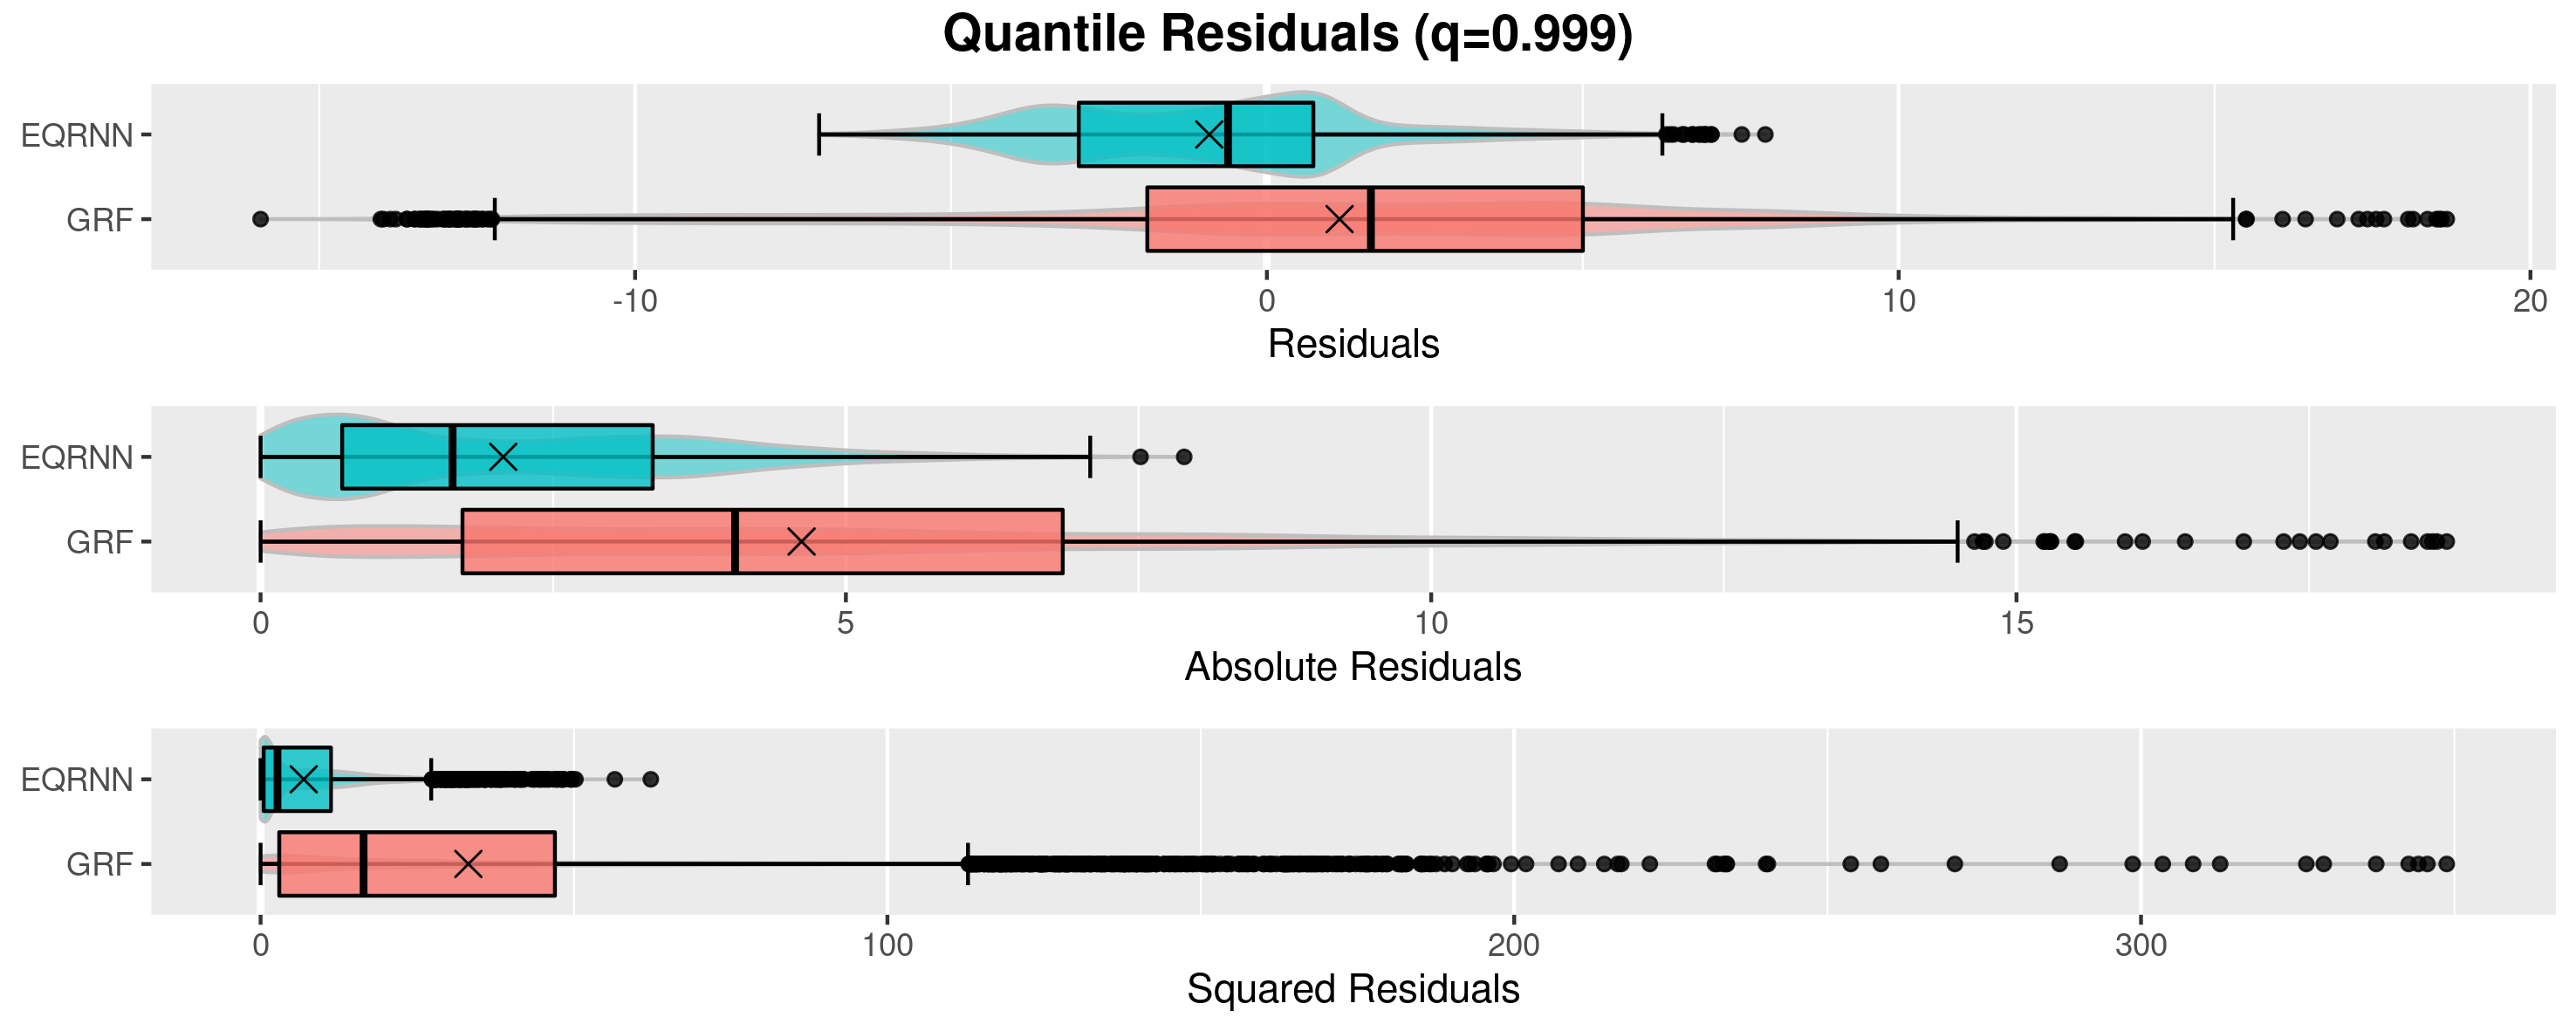 Quantile Residuals (q=0.999)
EQRNN
GRF
-10 0 10 20
Residuals
EQRNN
GRF
0 5 10 15
Absolute Residuals
EQRNN
GRF
0 100 200 300
Squared Residuals